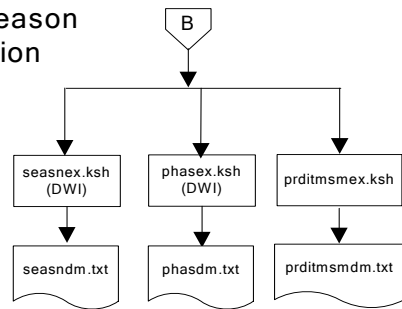 eason
ion
B
seasnex.ksh
(DWI)
phasex.ksh
(DWI)
prditmsmex.ksh
seasndm.txt
phasdm.txt
prditmsmdm.txt